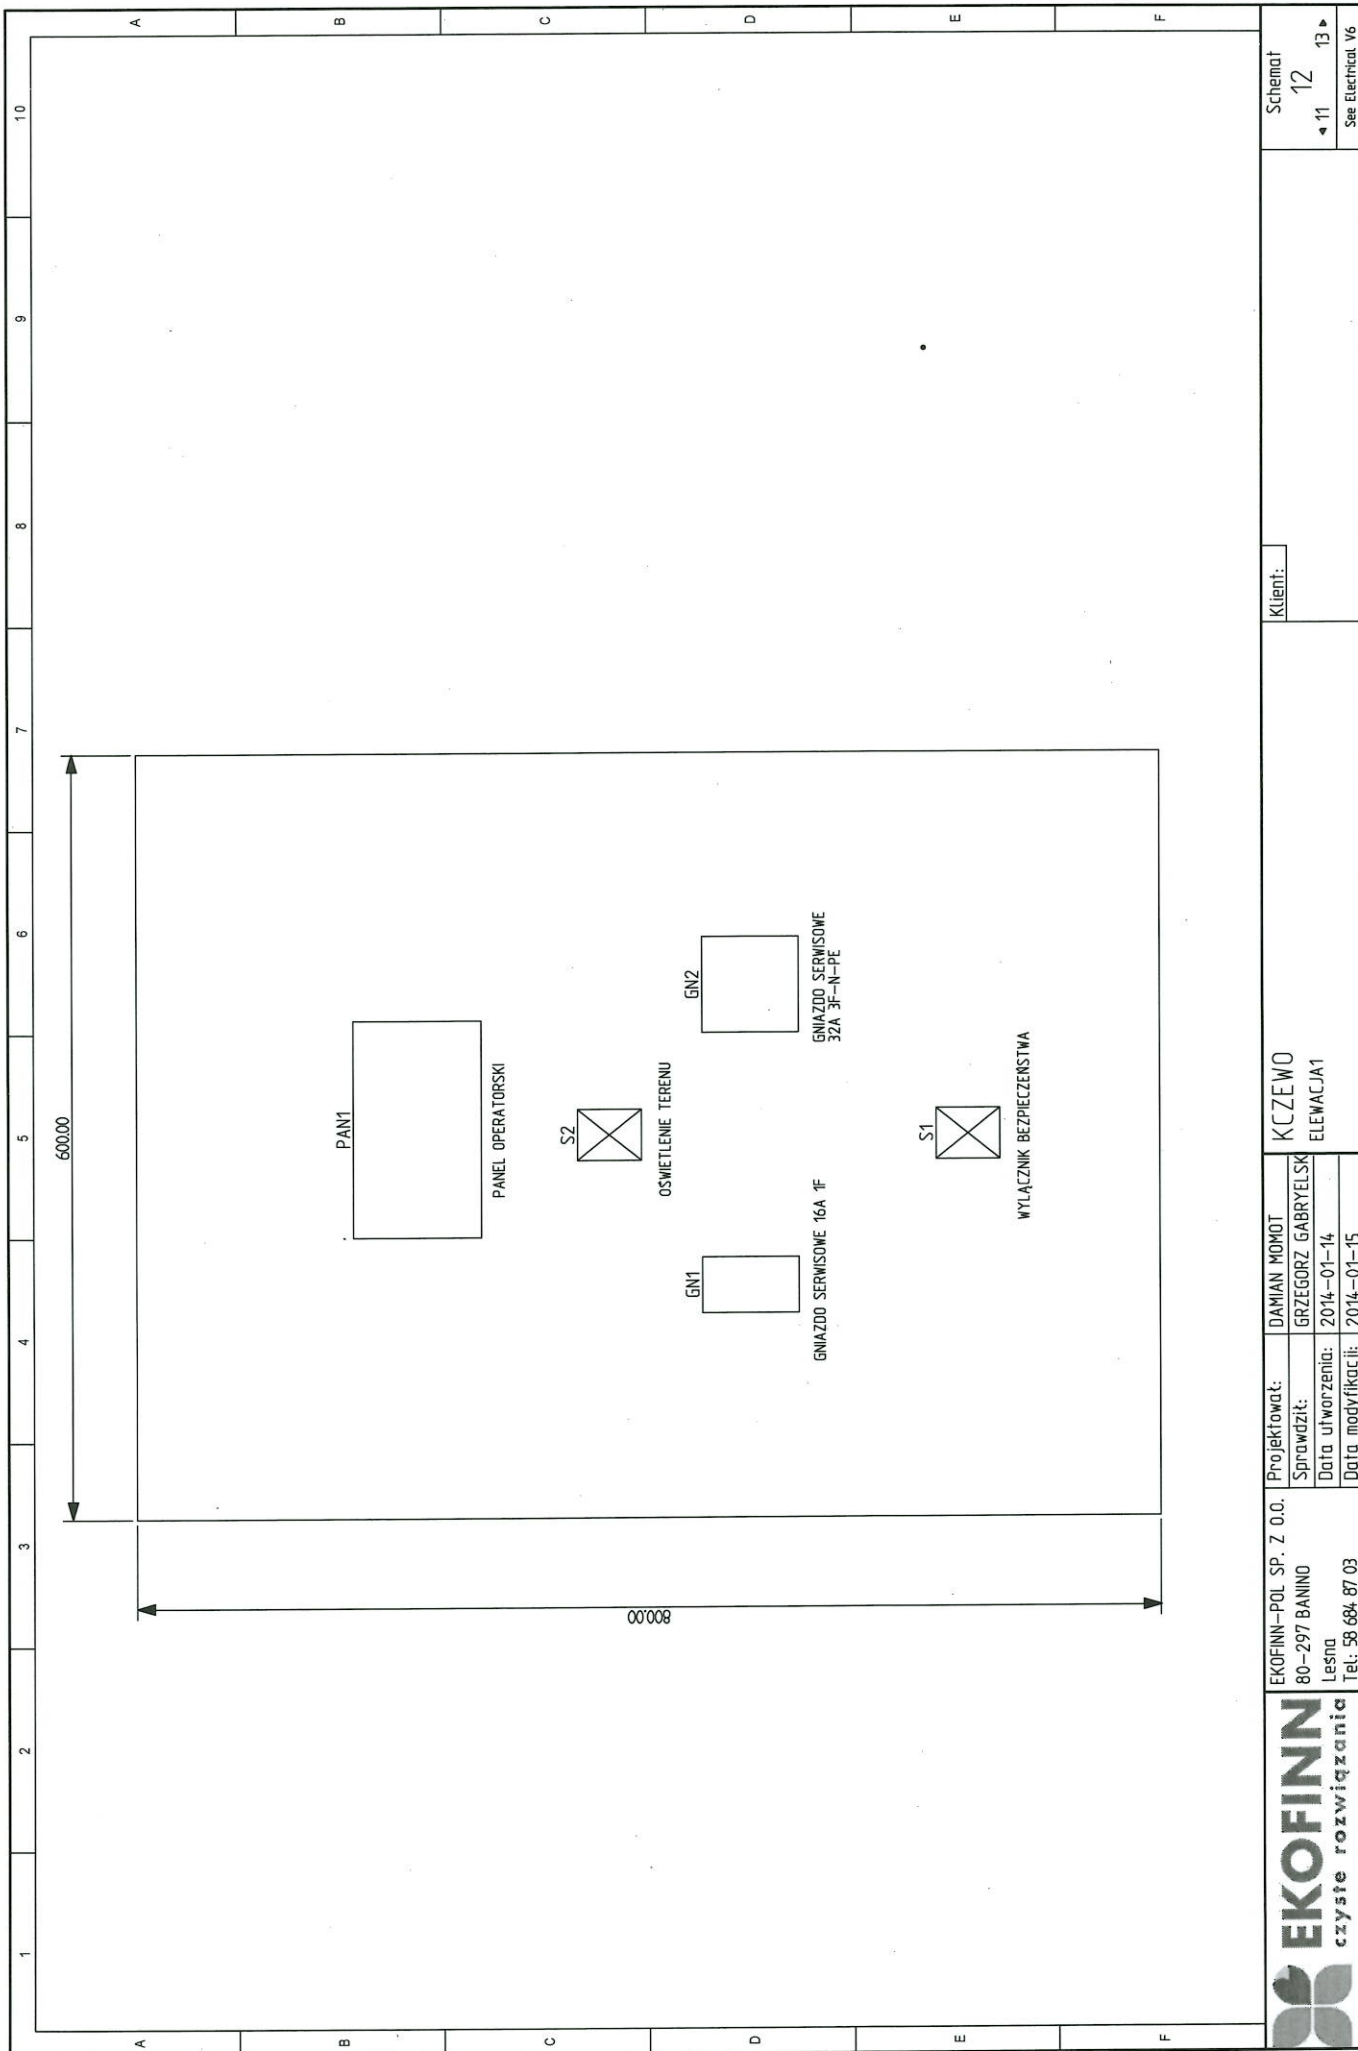 1 2 3 4 5 6 7 8 9 10
A A
B B
C C
D D
E E
F F
600.00
800.00
PAN1
PANEL OPERATORSKI
S2
OŚWIETLENIE TERENU
GN1
GNIAZDO SERWISOWE 16A 1F
GN2
GNIAZDO SERWISOWE
32A 3F-N-PE
S1
WYŁĄCZNIK BEZPIECZEŃSTWA
EKOFINN
czyste rozwiązania
EKOFINN-POL SP. Z O.O.
80-297 BANINO
Leśna
Tel: 58 684 87 03
Projektował: DAMIAN MOMOT
Sprawdził: GRZEGORZ GABRYELSK
Data utworzenia: 2014-01-14
Data modyfikacji: 2014-01-15
KCZEWO
ELEWACJA1
Klient:
Schemat
12
◄ 11 13 ►
See Electrical V6